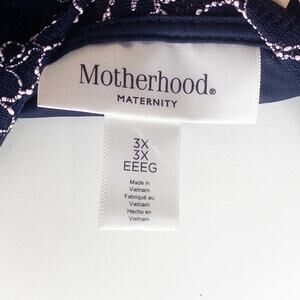 Motherhood®
MATERNITY
3X
3X
EEEG
Made in
Vietnam
Fabriqué au
Vietnam
Hecho en
Vietnam